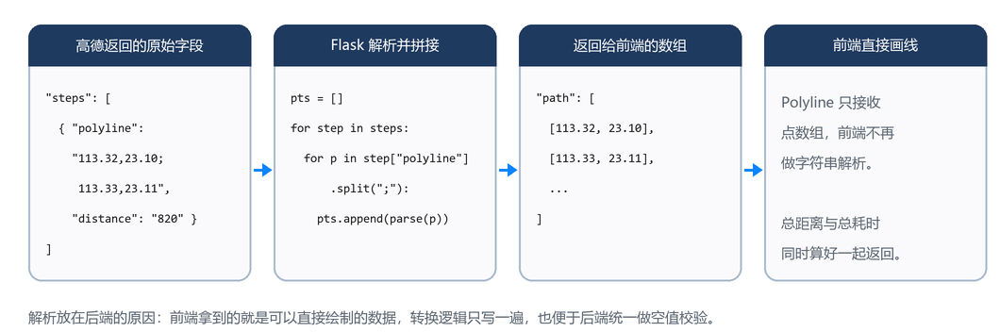 高德返回的原始字段
"steps": [
{ "polyline":
"113.32,23.10;
113.33,23.11",
"distance": "820" }
]
Flask 解析并拼接
pts = []
for step in steps:
for p in step["polyline"]
.split(";"):
pts.append(parse(p))
返回给前端的数组
"path": [
[113.32, 23.10],
[113.33, 23.11],
...
]
前端直接画线
Polyline 只接收
点数组，前端不再
做字符串解析。
总距离与总耗时
同时算好一起返回。
解析放在后端的原因：前端拿到的就是可以直接绘制的数据，转换逻辑只写一遍，也便于后端统一做空值校验。